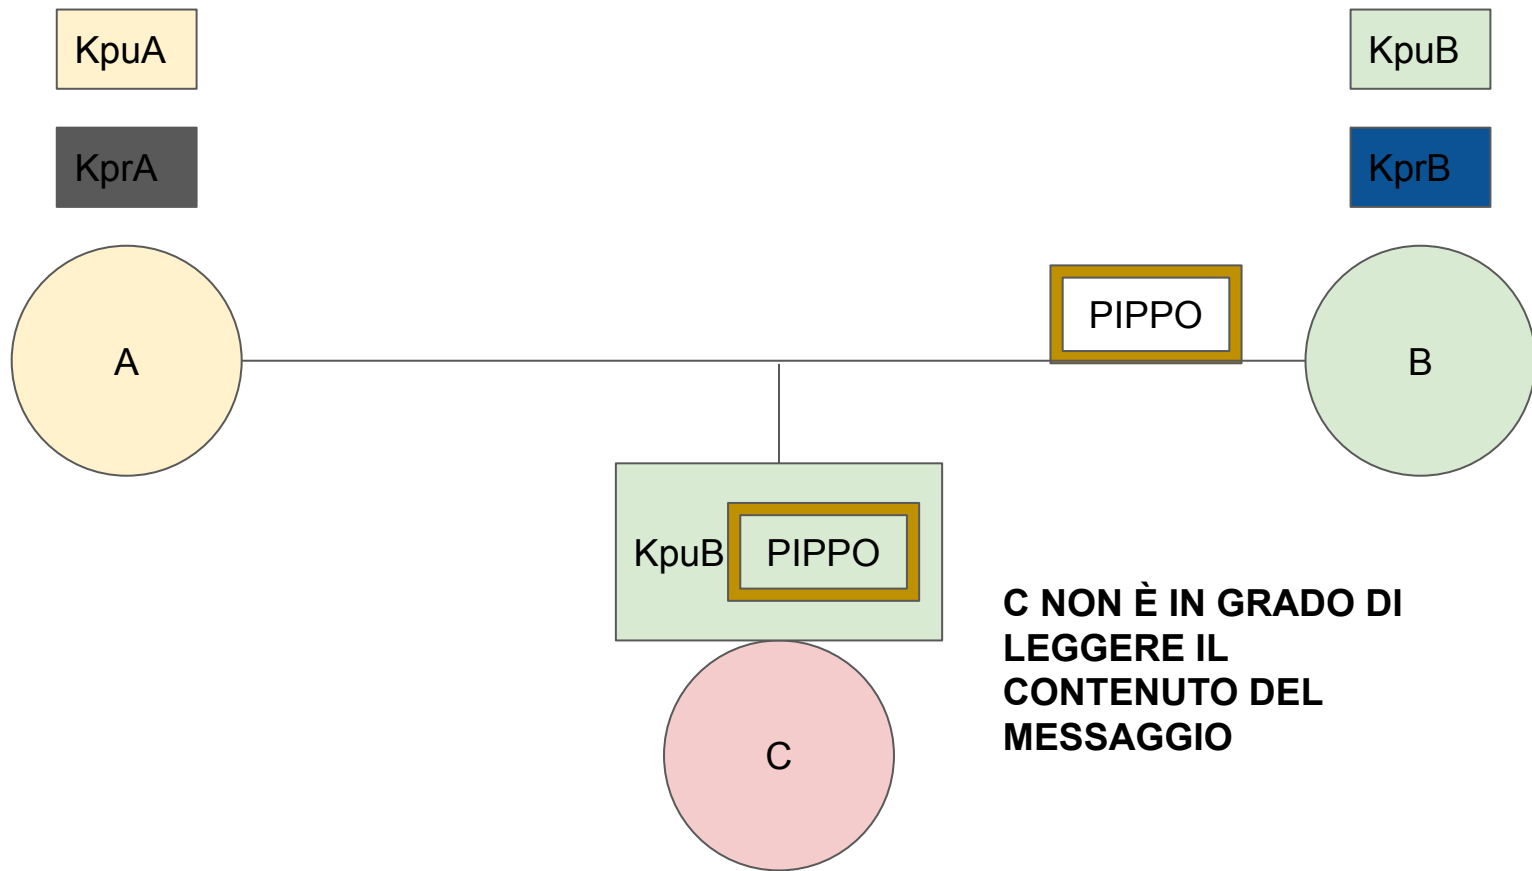 KpuA
KpuB
KprA
KprB
PIPPO
A
B
KpuB PIPPO
C NON È IN GRADO DI
LEGGERE IL
CONTENUTO DEL
MESSAGGIO
C